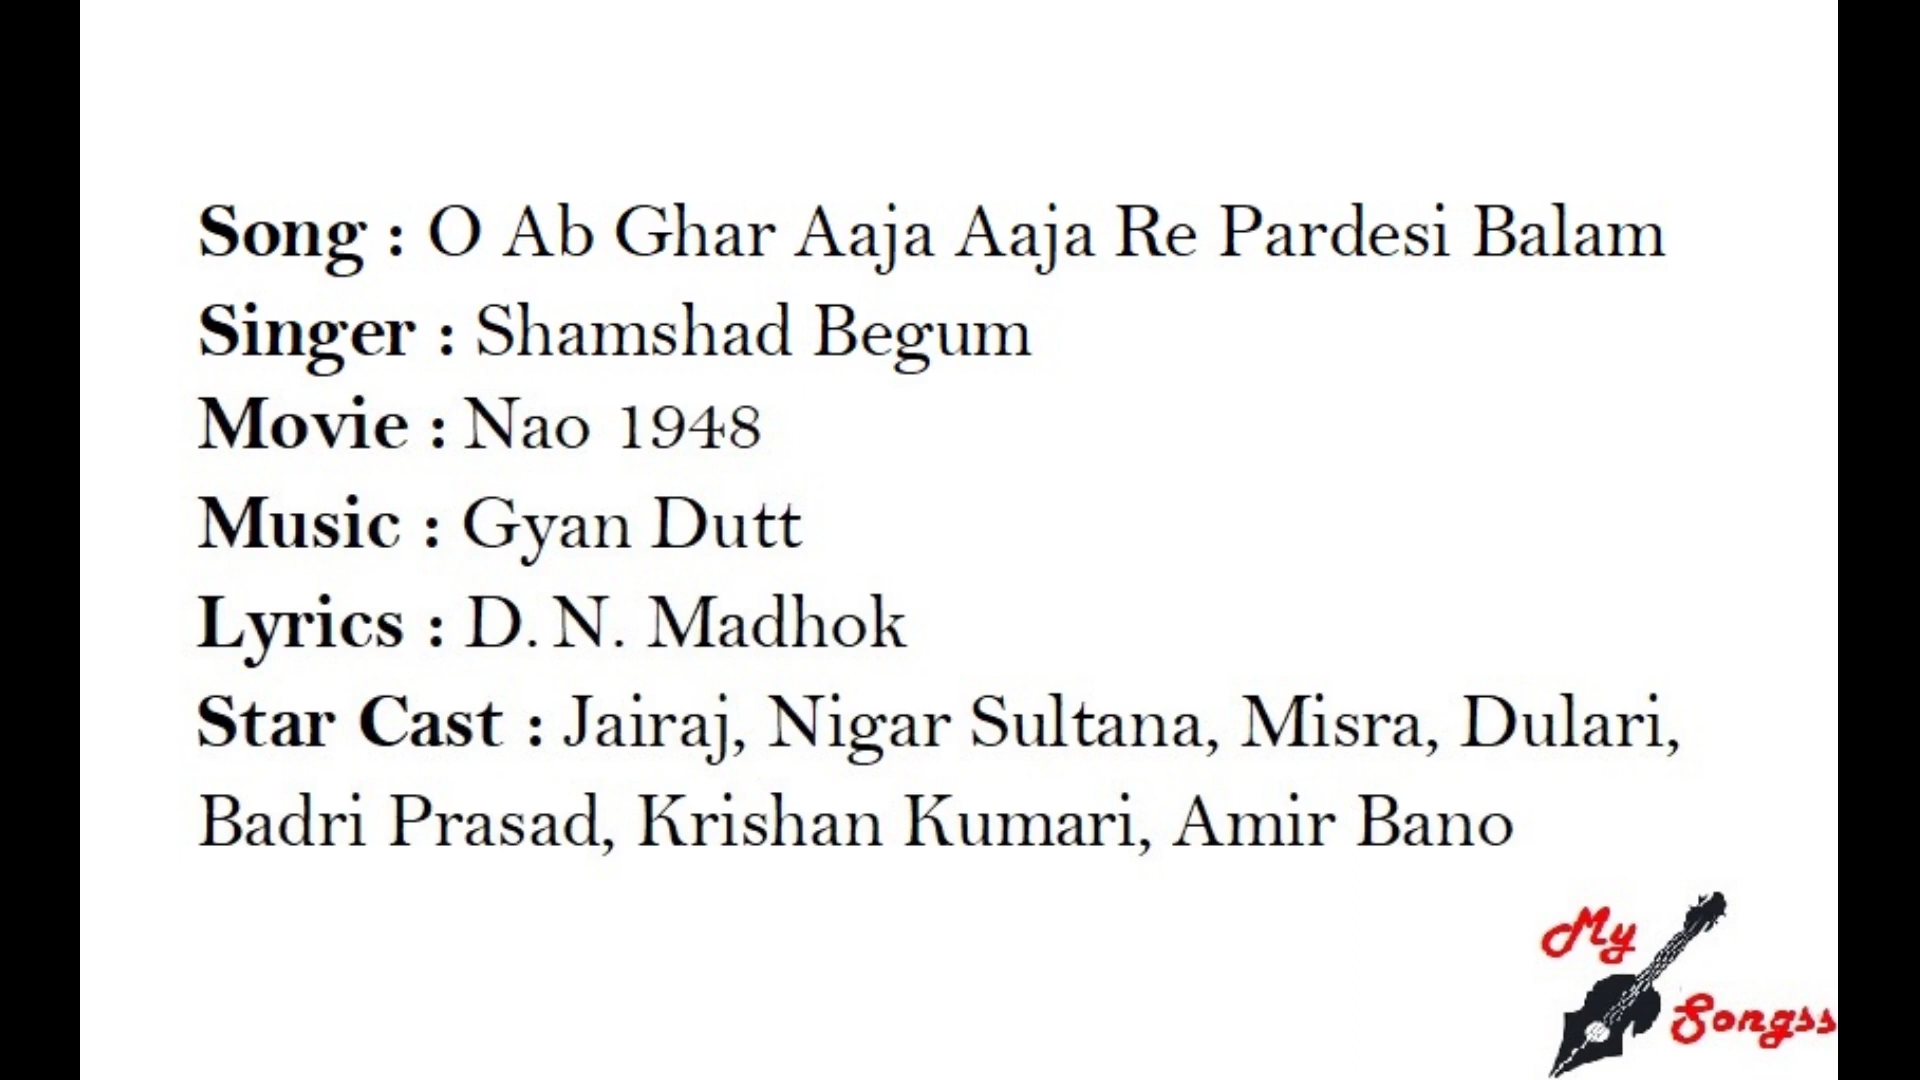 Song : O Ab Ghar Aaja Aaja Re Pardesi Balam
Singer : Shamshad Begum
Movie : Nao 1948
Music : Gyan Dutt
Lyrics : D. N. Madhok
Star Cast : Jairaj, Nigar Sultana, Misra, Dulari,
Badri Prasad, Krishan Kumari, Amir Bano
My
Songss